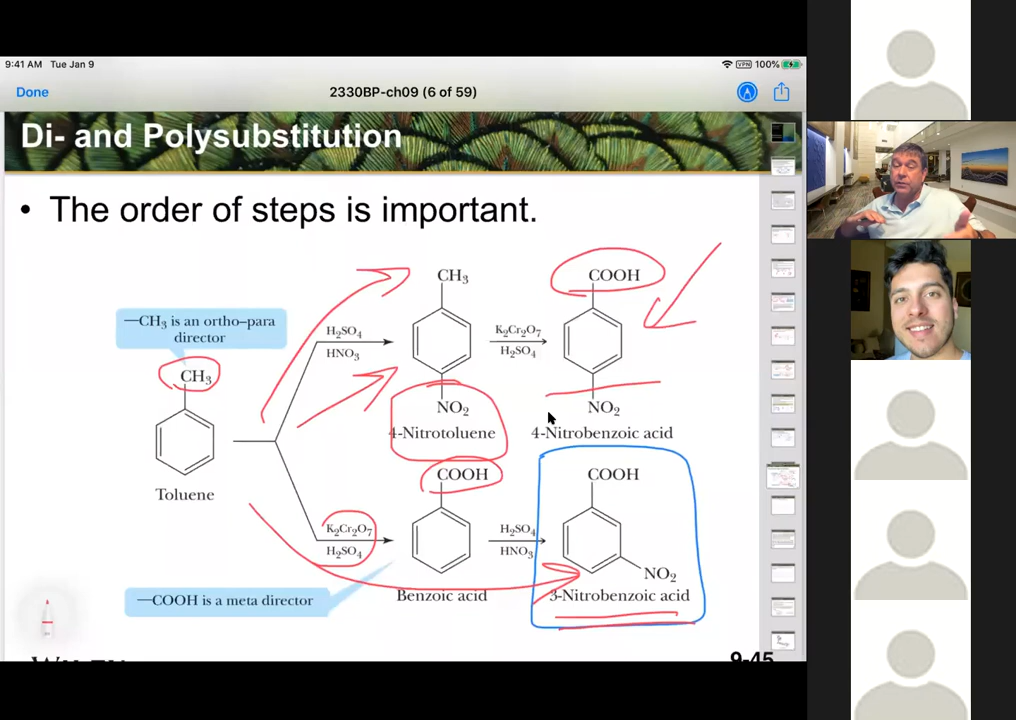 9:41 AM Tue Jan 9
VPN 100%
Done
2330BP-ch09 (6 of 59)
Di- and Polysubstitution
• The order of steps is important.
—CH₃ is an ortho–para
director
CH₃
Toluene
H₂SO₄
HNO₃
CH₃
NO₂
4-Nitrotoluene
K₂Cr₂O₇
H₂SO₄
COOH
NO₂
4-Nitrobenzoic acid
K₂Cr₂O₇
H₂SO₄
COOH
Benzoic acid
—COOH is a meta director
H₂SO₄
HNO₃
COOH
NO₂
3-Nitrobenzoic acid
9-45